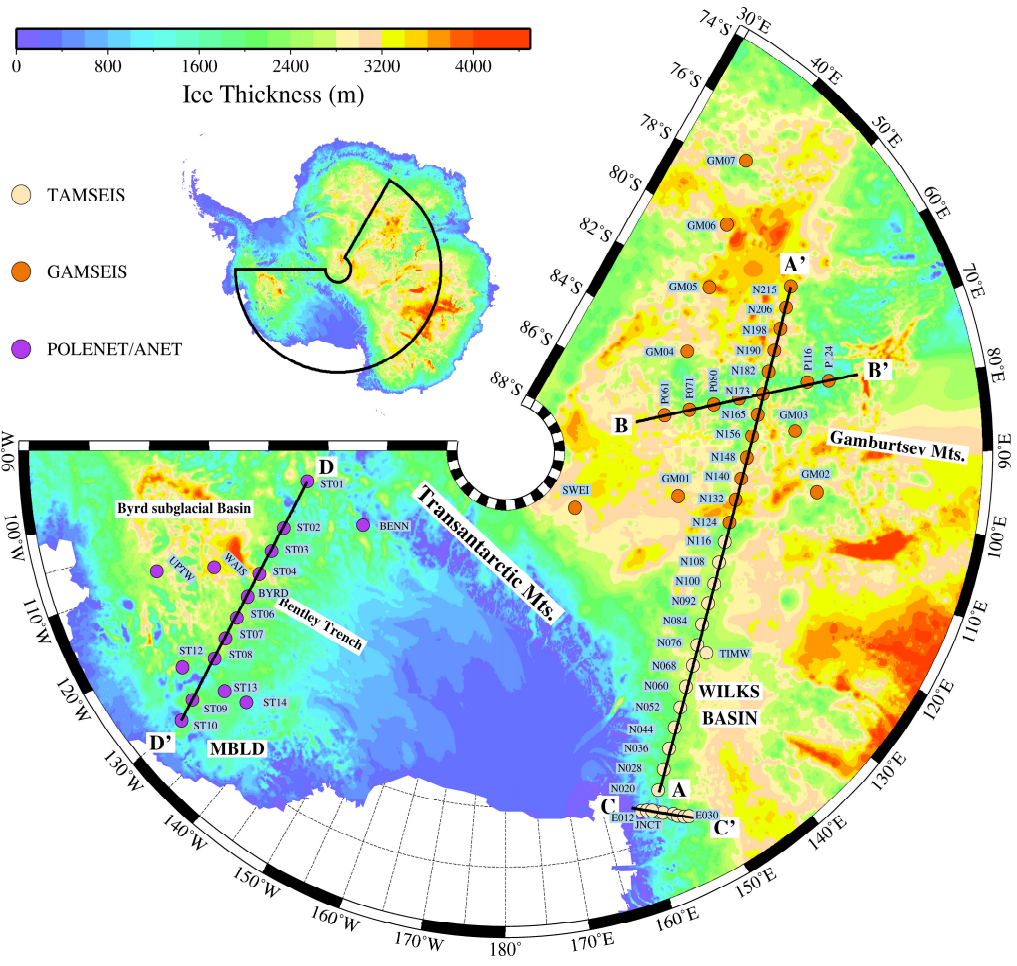 0 800 1600 2400 3200 4000
Ice Thickness (m)
TAMSEIS
GAMSEIS
POLENET/ANET
74°S
76°S
78°S
80°S
82°S
84°S
86°S
88°S
30°E
40°E
50°E
60°E
70°E
80°E
90°E
100°E
110°E
120°E
130°E
140°E
150°E
160°E
170°E
180°
170°W
160°W
150°W
140°W
130°W
120°W
110°W
100°W
90°W
GM07
GM06
A'
GM05
N215
N206
N198
GM04
N190
N182
P116
P124
B'
P061
P071
P080
N173
B
N165
GM03
N156
Gamburtsev Mts.
N148
GM01
N140
GM02
SWEI
N132
N124
N116
N108
N100
N092
N084
N076
TIMW
N068
N060
WILKS
BASIN
N052
N044
N036
N028
N020
A
C
E012
JNCT
E030
C'
D
ST01
Byrd subglacial Basin
ST02
BENN
Transantarctic Mts.
ST03
UPTW
WAIS
ST04
BYRD
Bentley Trench
ST06
ST07
ST12
ST08
ST13
ST14
ST09
ST10
D'
MBLD